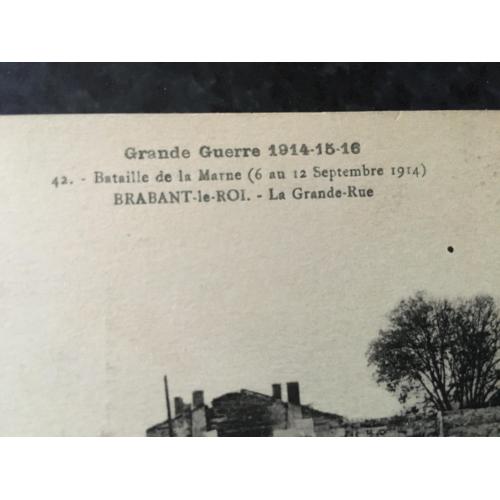 Grande Guerre 1914-15-16
42. - Bataille de la Marne (6 au 12 Septembre 1914)
BRABANT-le-ROI. - La Grande-Rue